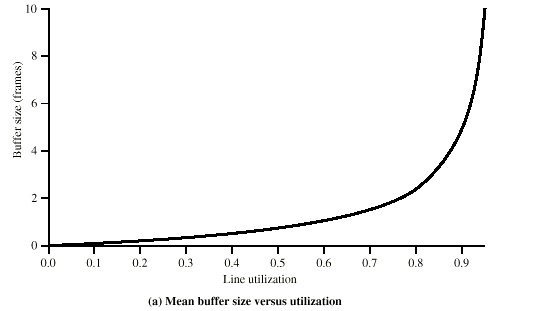 10
8
6
4
2
0
Buffer size (frames)
0.0 0.1 0.2 0.3 0.4 0.5 0.6 0.7 0.8 0.9
Line utilization
(a) Mean buffer size versus utilization